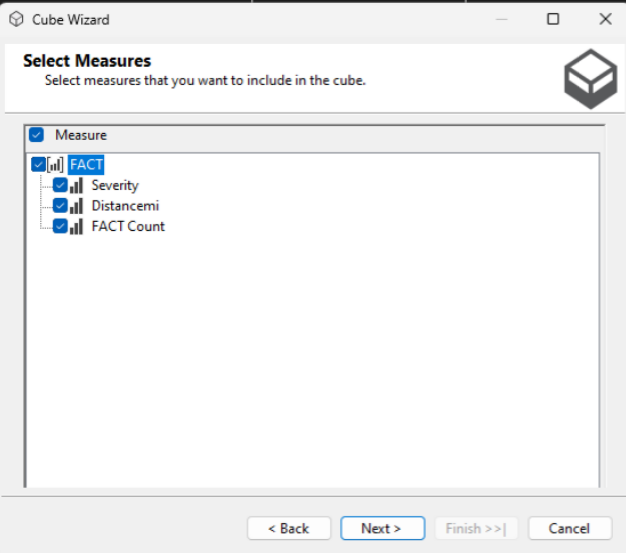 Cube Wizard
Select Measures
Select measures that you want to include in the cube.
Measure
FACT
Severity
Distancemi
FACT Count
< Back
Next >
Finish >>|
Cancel